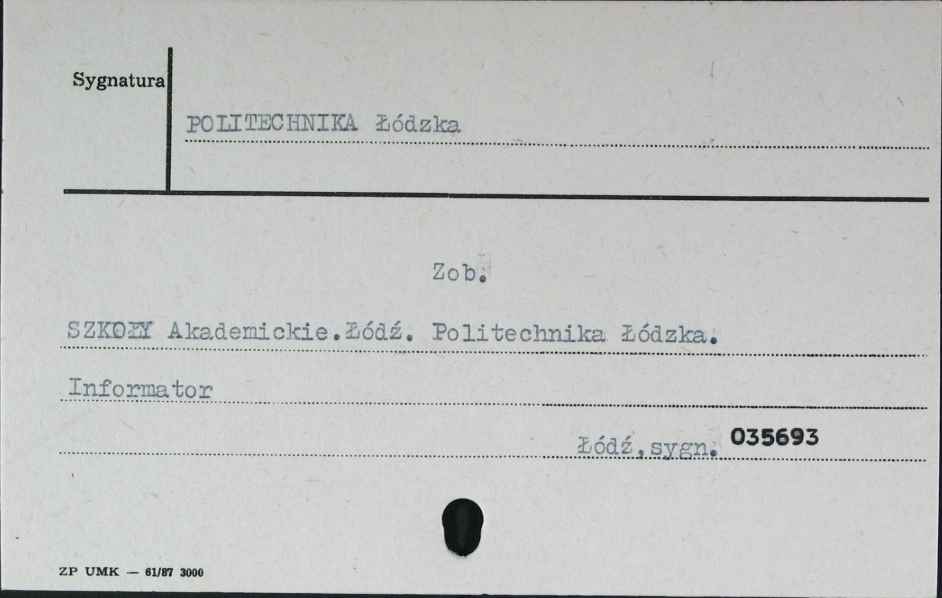 Sygnatura
POLITECHNIKA Łódzka
Zob.
SZKOŁY Akademickie.Łódź. Politechnika Łódzka.
Informator
Łódź,sygn. 035693
ZP UMK — 61/87 3000